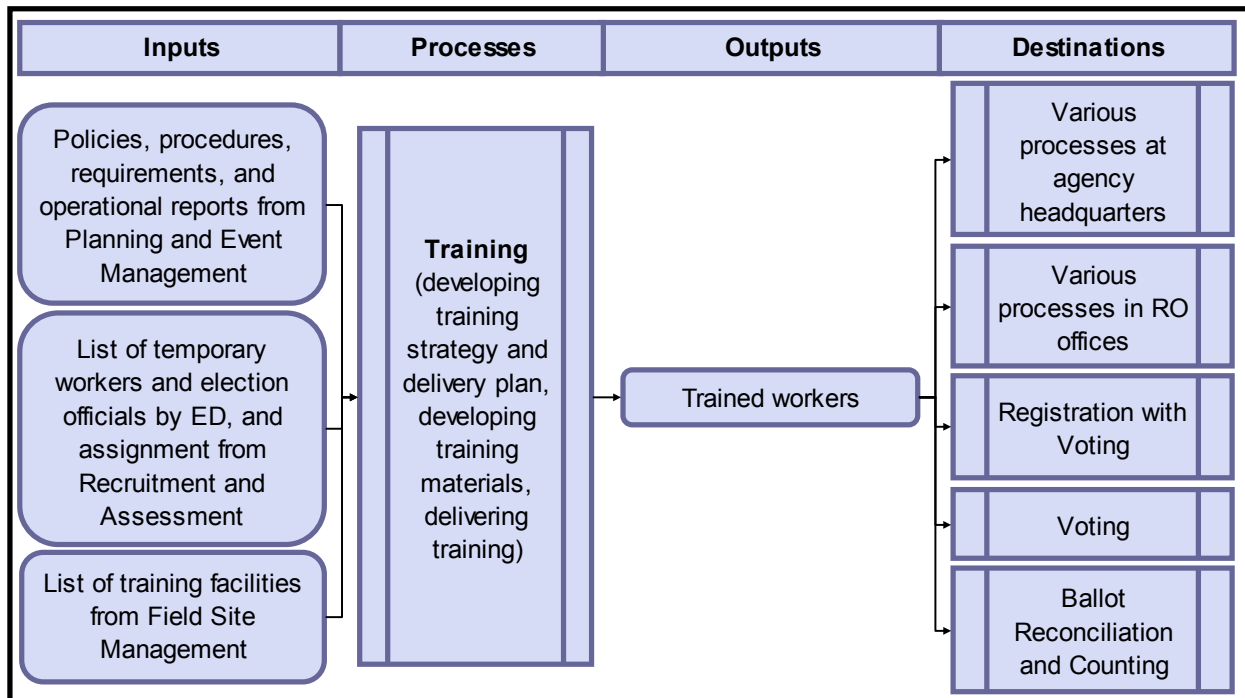 Inputs
Processes
Outputs
Destinations
Policies, procedures,
requirements, and
operational reports from
Planning and Event
Management
List of temporary
workers and election
officials by ED, and
assignment from
Recruitment and
Assessment
List of training facilities
from Field Site
Management
Training
(developing
training
strategy and
delivery plan,
developing
training
materials,
delivering
training)
Trained workers
Various
processes at
agency
headquarters
Various
processes in RO
offices
Registration with
Voting
Voting
Ballot
Reconciliation
and Counting